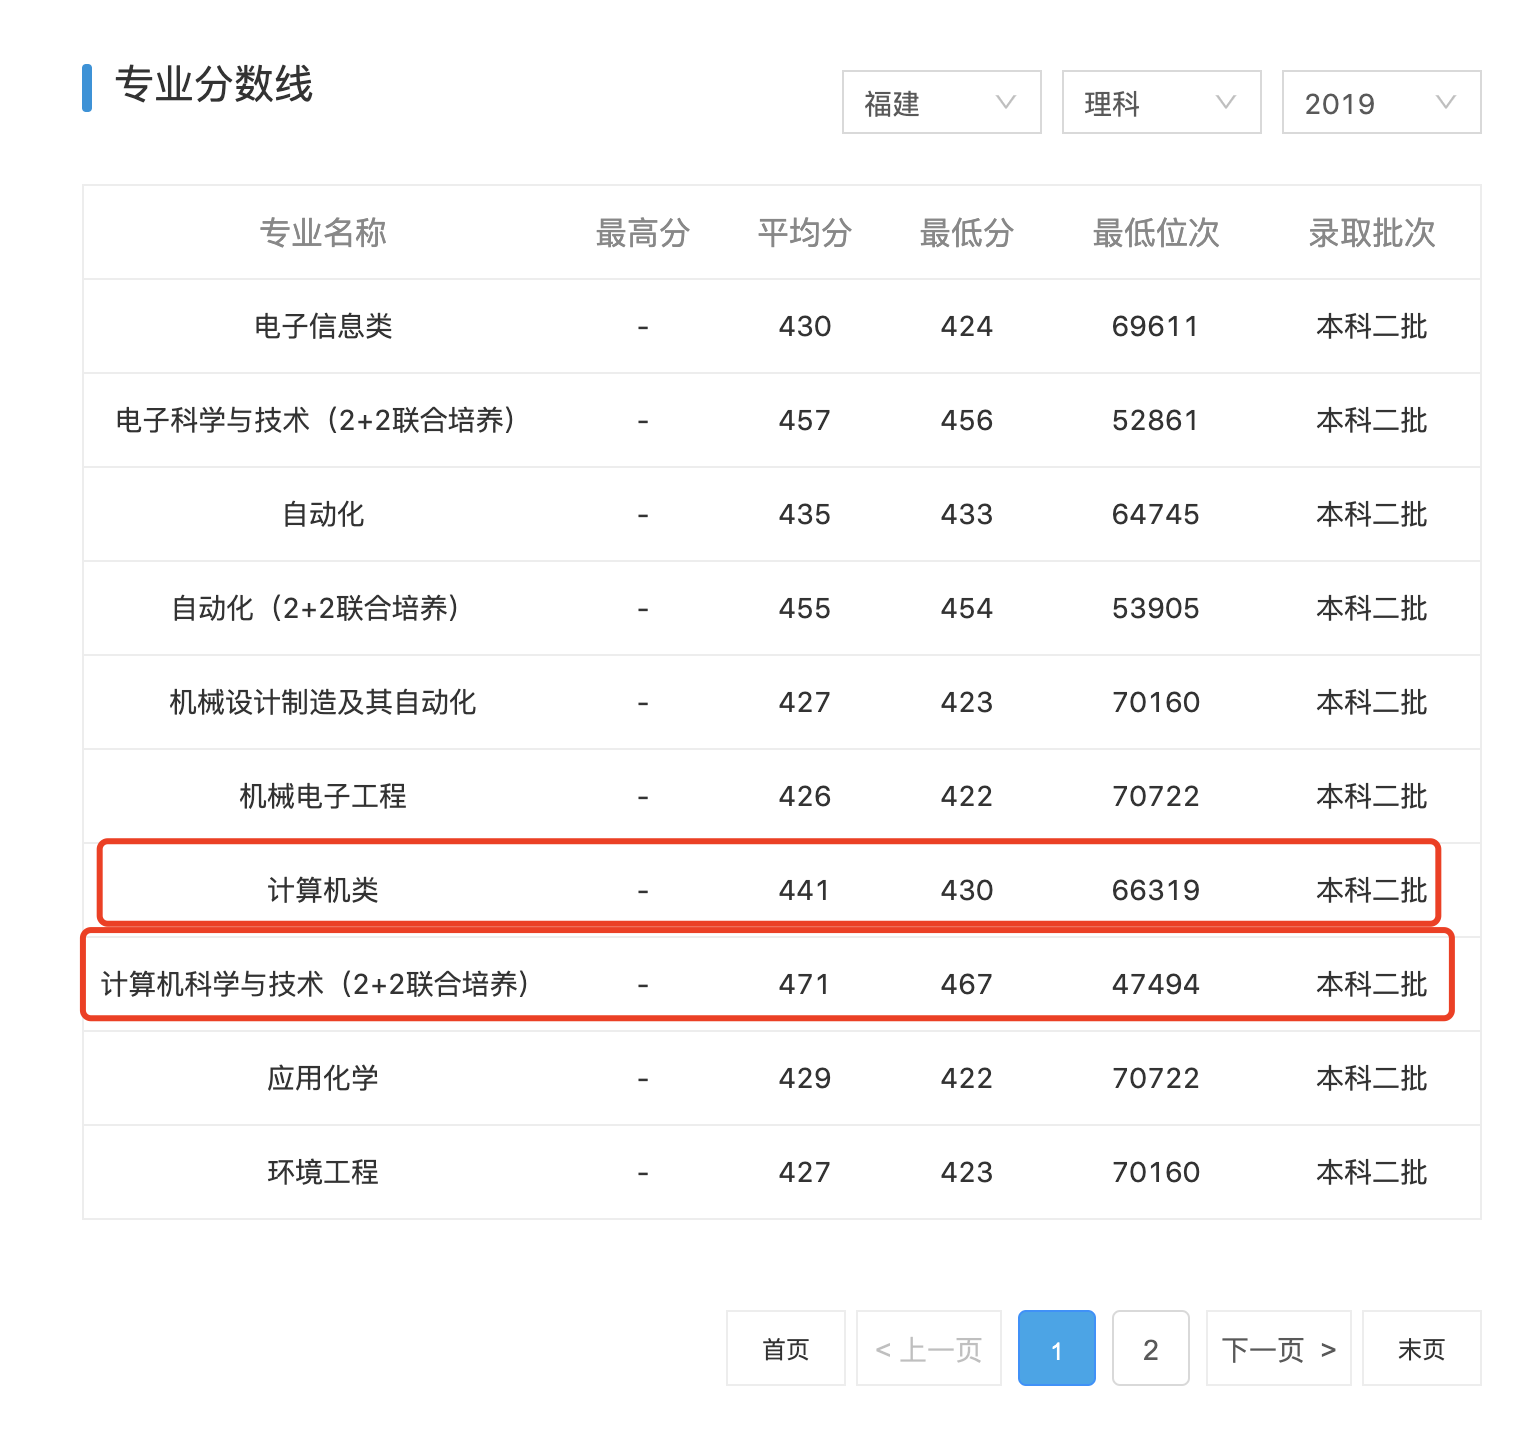 专业分数线
福建 理科 2019
专业名称 最高分 平均分 最低分 最低位次 录取批次
电子信息类 - 430 424 69611 本科二批
电子科学与技术（2+2联合培养） - 457 456 52861 本科二批
自动化 - 435 433 64745 本科二批
自动化（2+2联合培养） - 455 454 53905 本科二批
机械设计制造及其自动化 - 427 423 70160 本科二批
机械电子工程 - 426 422 70722 本科二批
计算机类 - 441 430 66319 本科二批
计算机科学与技术（2+2联合培养） - 471 467 47494 本科二批
应用化学 - 429 422 70722 本科二批
环境工程 - 427 423 70160 本科二批
首页 < 上一页 1 2 下一页 > 末页